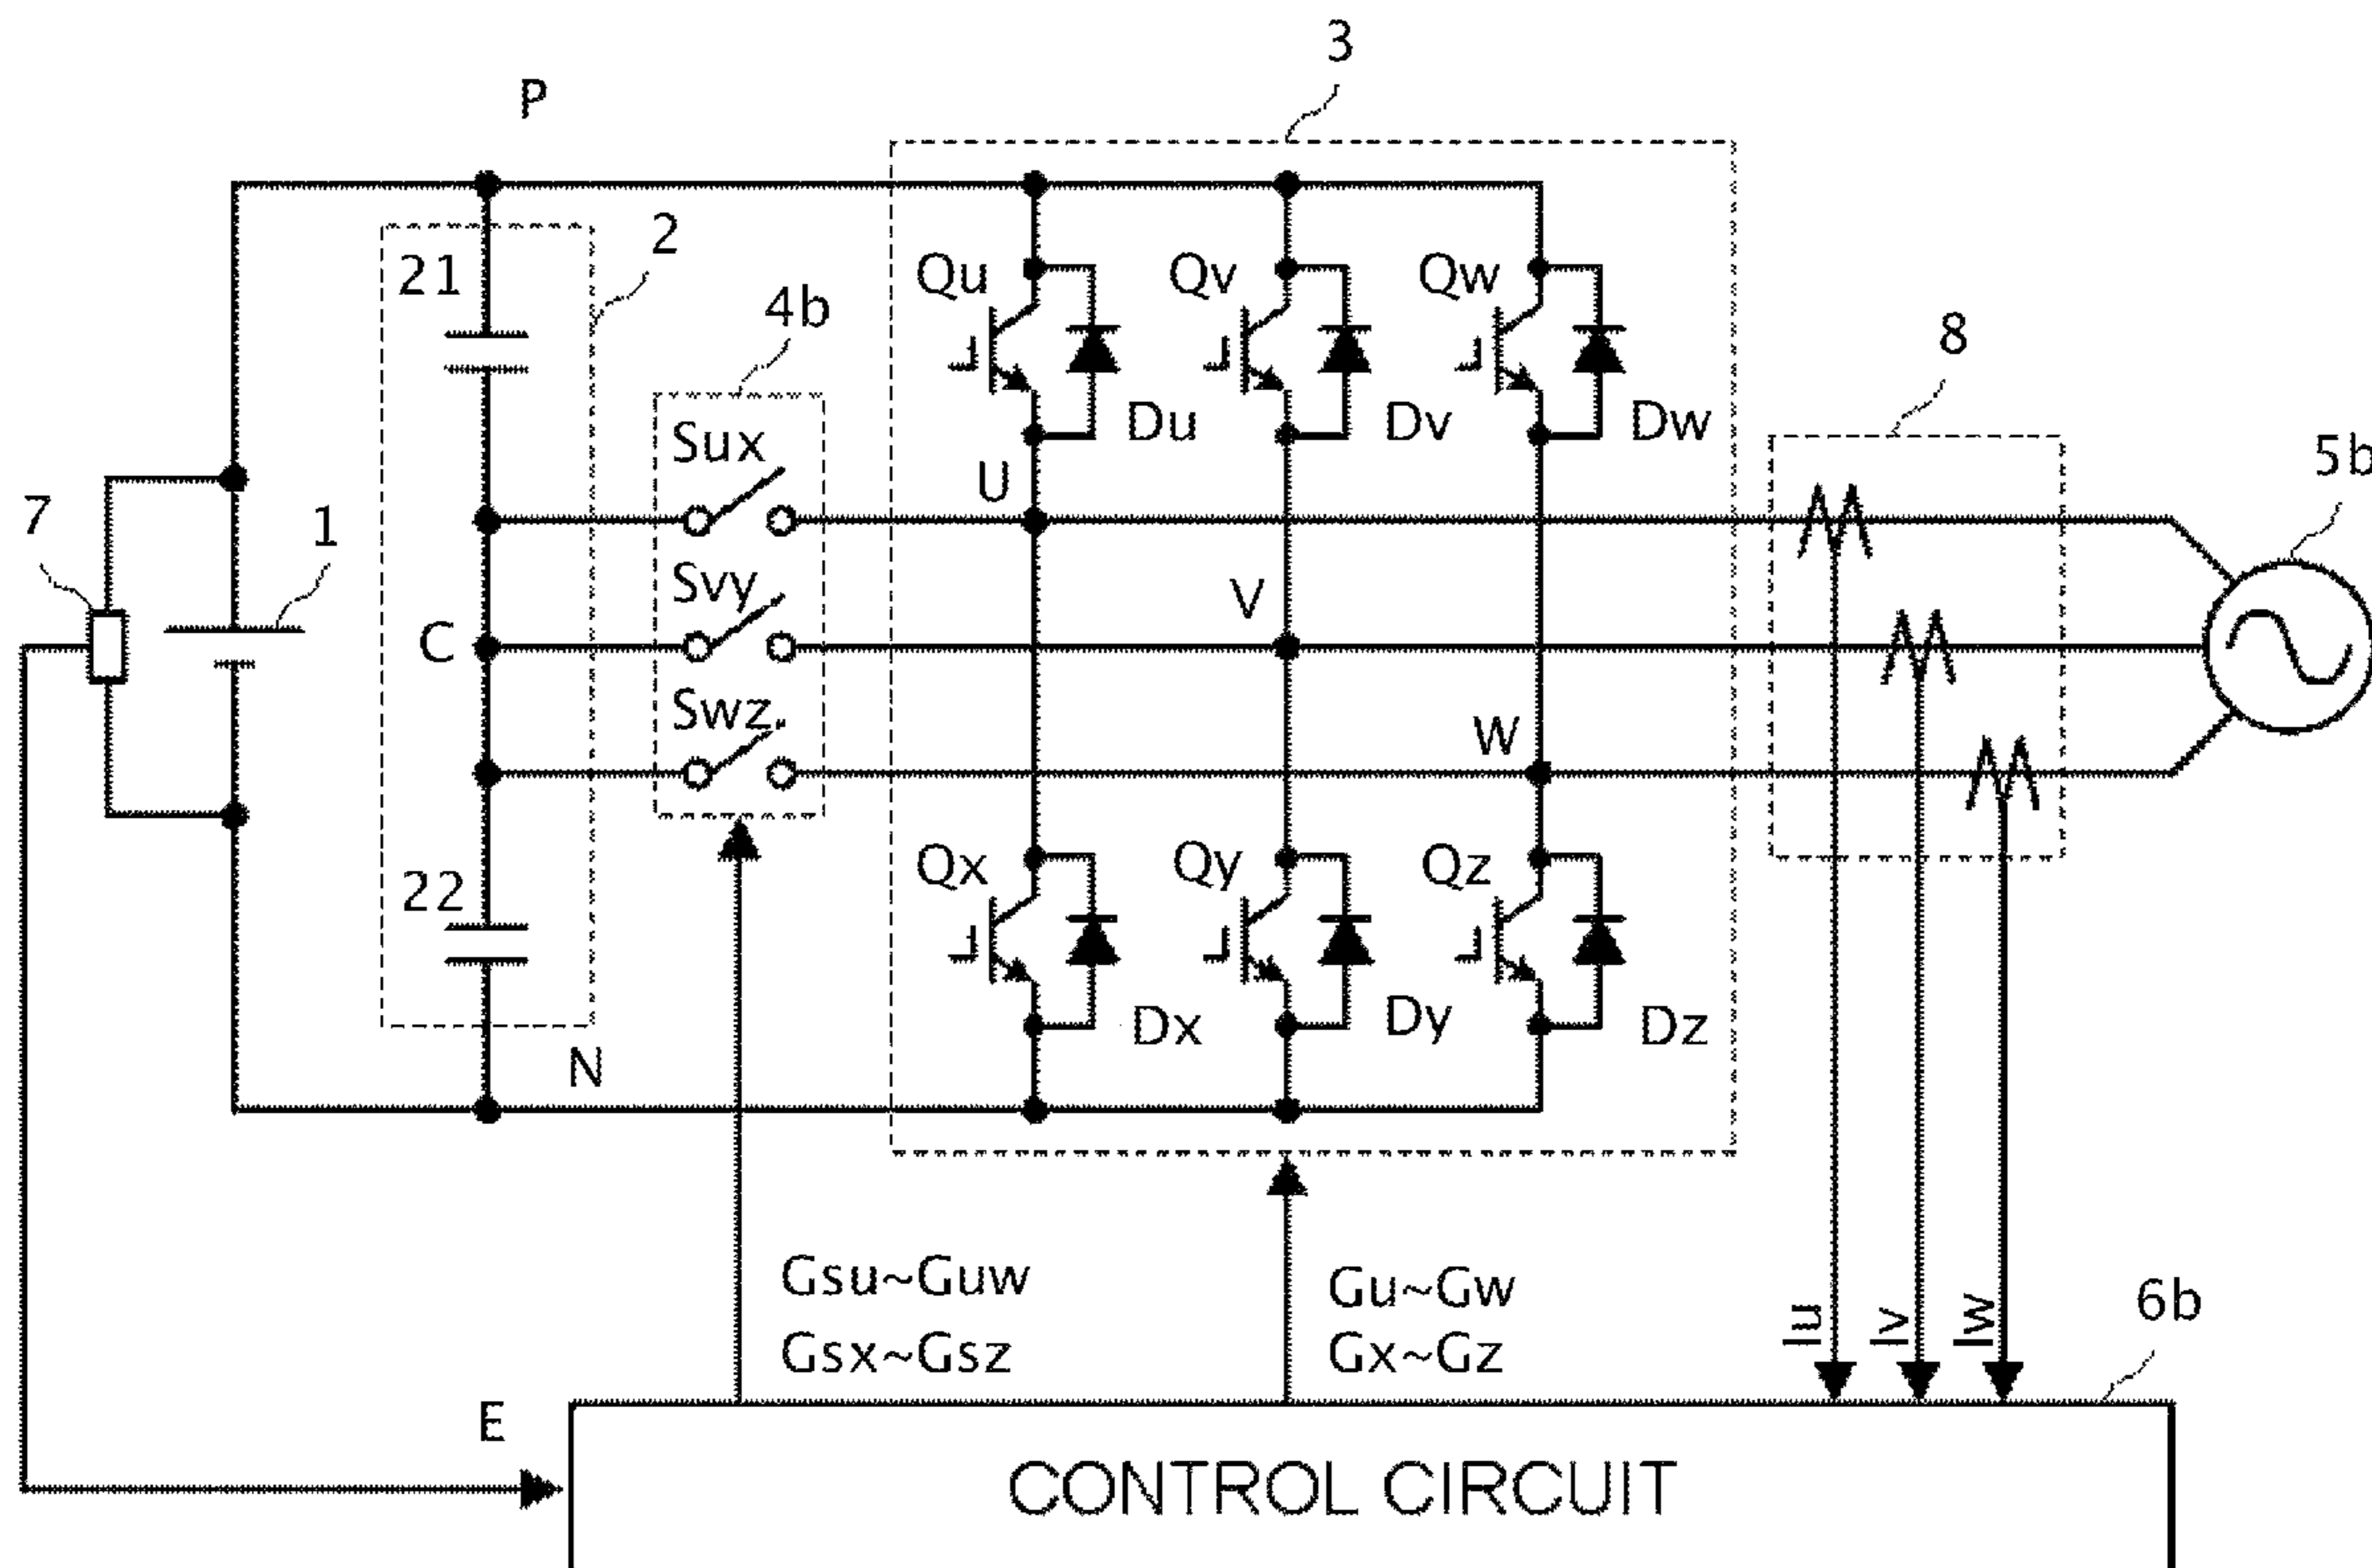 3
P
2
21
Qu
Qv
Qw
4b
8
Du
Dv
Dw
Sux
5b
U
7
1
Svy
V
C
Swz
W
Qx
Qy
Qz
22
Dx
Dy
Dz
N
Gsu~Guw
Gu~Gw
Gsx~Gsz
Gx~Gz
Iu
Iv
Iw
6b
E
CONTROL CIRCUIT